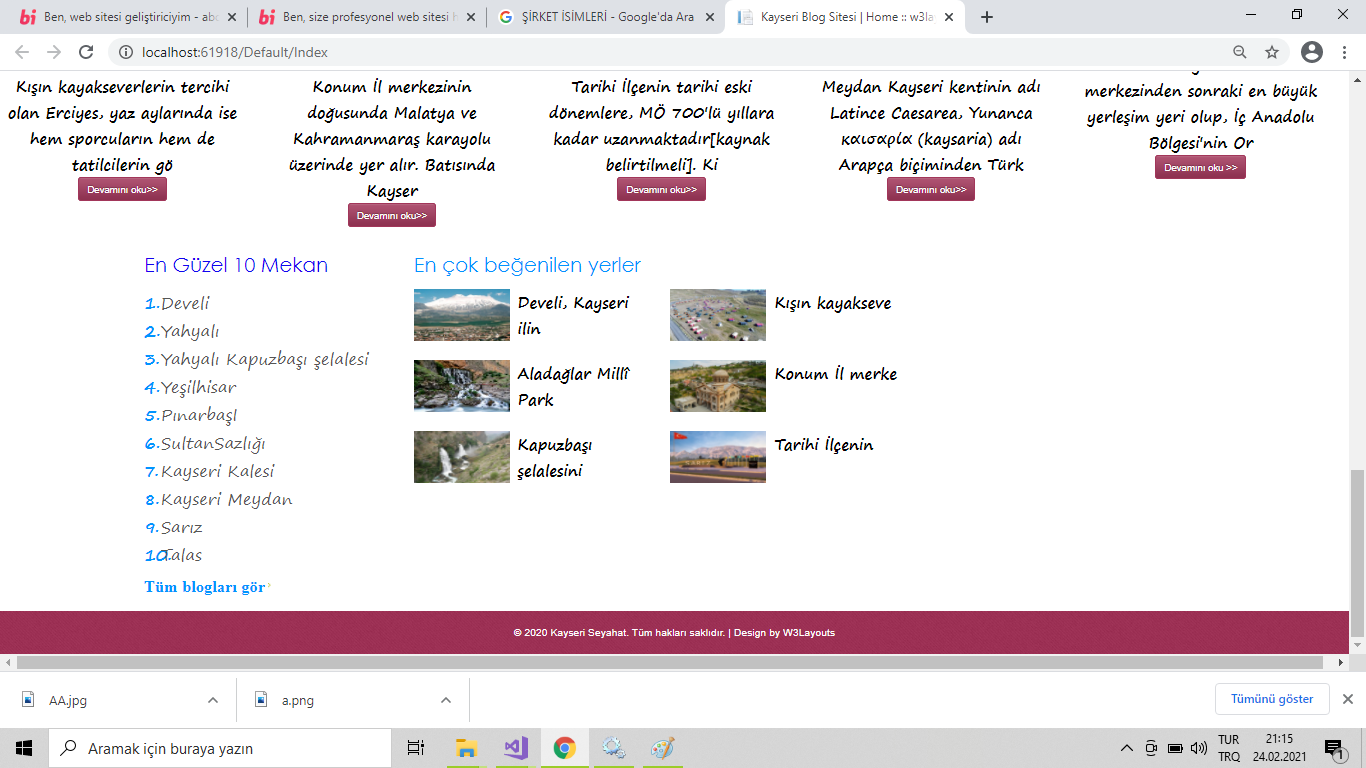 Ben, web sitesi geliştiriciyim - abc
Ben, size profesyonel web sitesi h
ŞİRKET İSİMLERİ - Google'da Ara
Kayseri Blog Sitesi | Home :: w3la
localhost:61918/Default/Index
Kışın kayakseverlerin tercihi
olan Erciyes, yaz aylarında ise
hem sporcuların hem de
tatilcilerin gö
Devamını oku>>
Konum İl merkezinin
doğusunda Malatya ve
Kahramanmaraş karayolu
üzerinde yer alır. Batısında
Kayser
Devamını oku>>
Tarihi İlçenin tarihi eski
dönemlere, MÖ 700'lü yıllara
kadar uzanmaktadır[kaynak
belirtilmeli]. Ki
Devamını oku>>
Meydan Kayseri kentinin adı
Latince Caesarea, Yunanca
καισαρία (kaysaria) adı
Arapça biçiminden Türk
Devamını oku>>
merkezinden sonraki en büyük
yerleşim yeri olup, İç Anadolu
Bölgesi'nin Or
Devamını oku >>
En Güzel 10 Mekan
1.Develi
2.Yahyalı
3.Yahyalı Kapuzbaşı şelalesi
4.Yeşilhisar
5.Pınarbaşl
6.SultanSazlığı
7.Kayseri Kalesi
8.Kayseri Meydan
9.Sarız
10.Talas
Tüm blogları gör
En çok beğenilen yerler
Develi, Kayseri
ilin
Kışın kayakseve
Aladağlar Millî
Park
Konum İl merke
Kapuzbaşı
şelalesini
Tarihi İlçenin
© 2020 Kayseri Seyahat. Tüm hakları saklıdır. | Design by W3Layouts
AA.jpg
a.png
Tümünü göster
Aramak için buraya yazın
TUR
TRQ
21:15
24.02.2021
1